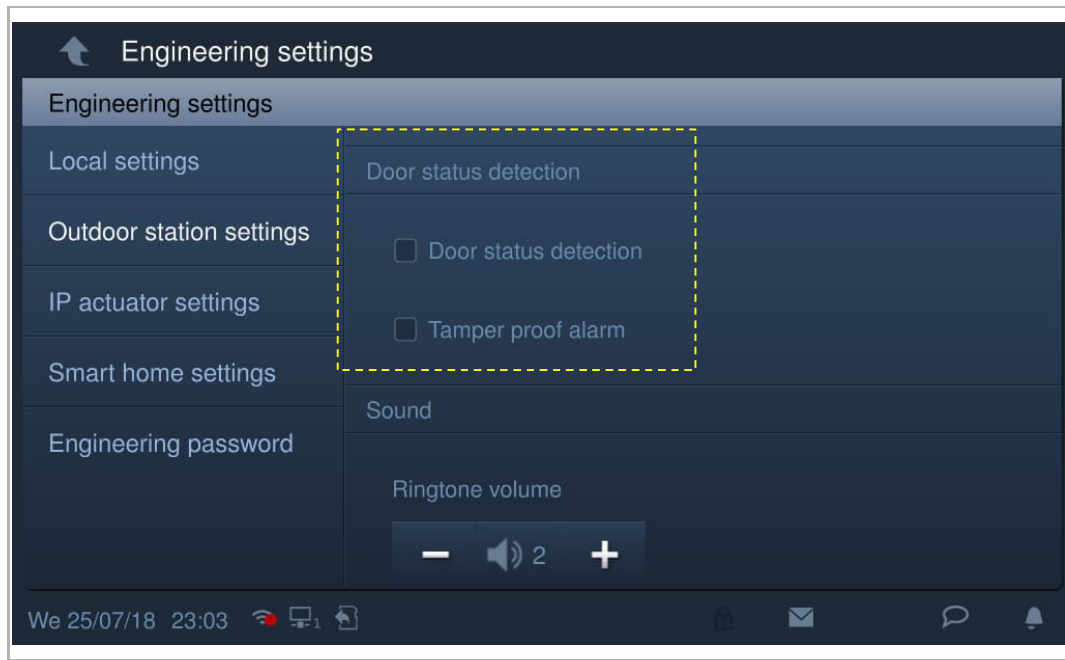 Engineering settings
Engineering settings
Local settings
Outdoor station settings
IP actuator settings
Smart home settings
Engineering password
Door status detection
Door status detection
Tamper proof alarm
Sound
Ringtone volume
2
We 25/07/18 23:03 1